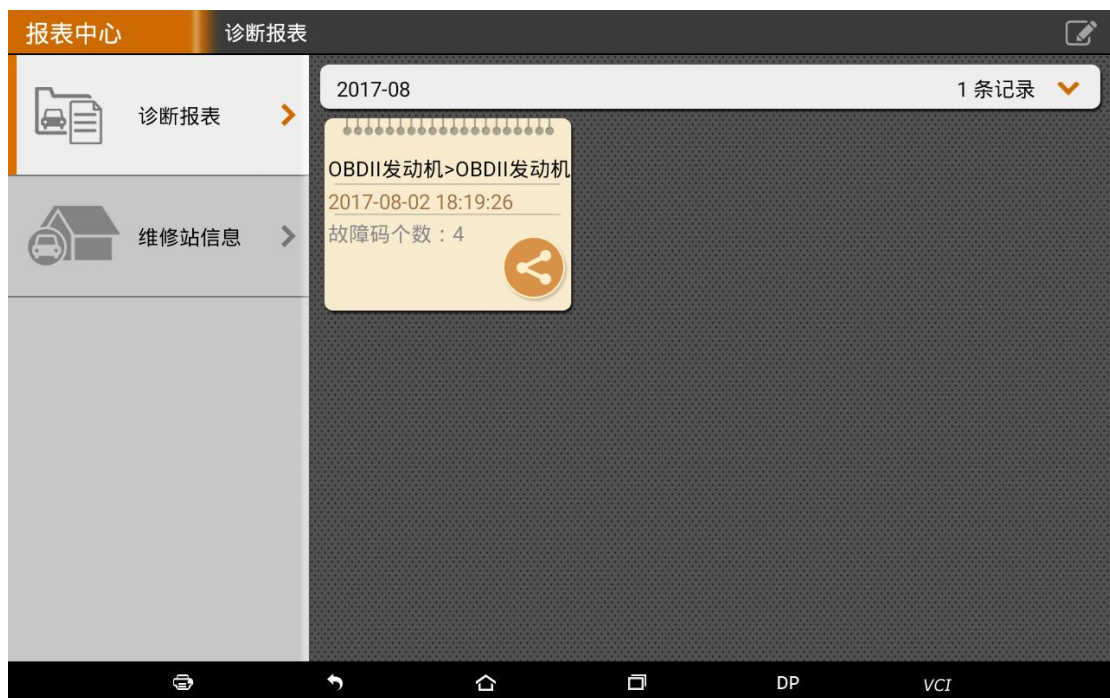 报表中心
诊断报表
诊断报表
维修站信息
2017-08
1 条记录
OBDII发动机>OBDII发动机
2017-08-02 18:19:26
故障码个数：4
DP
VCI